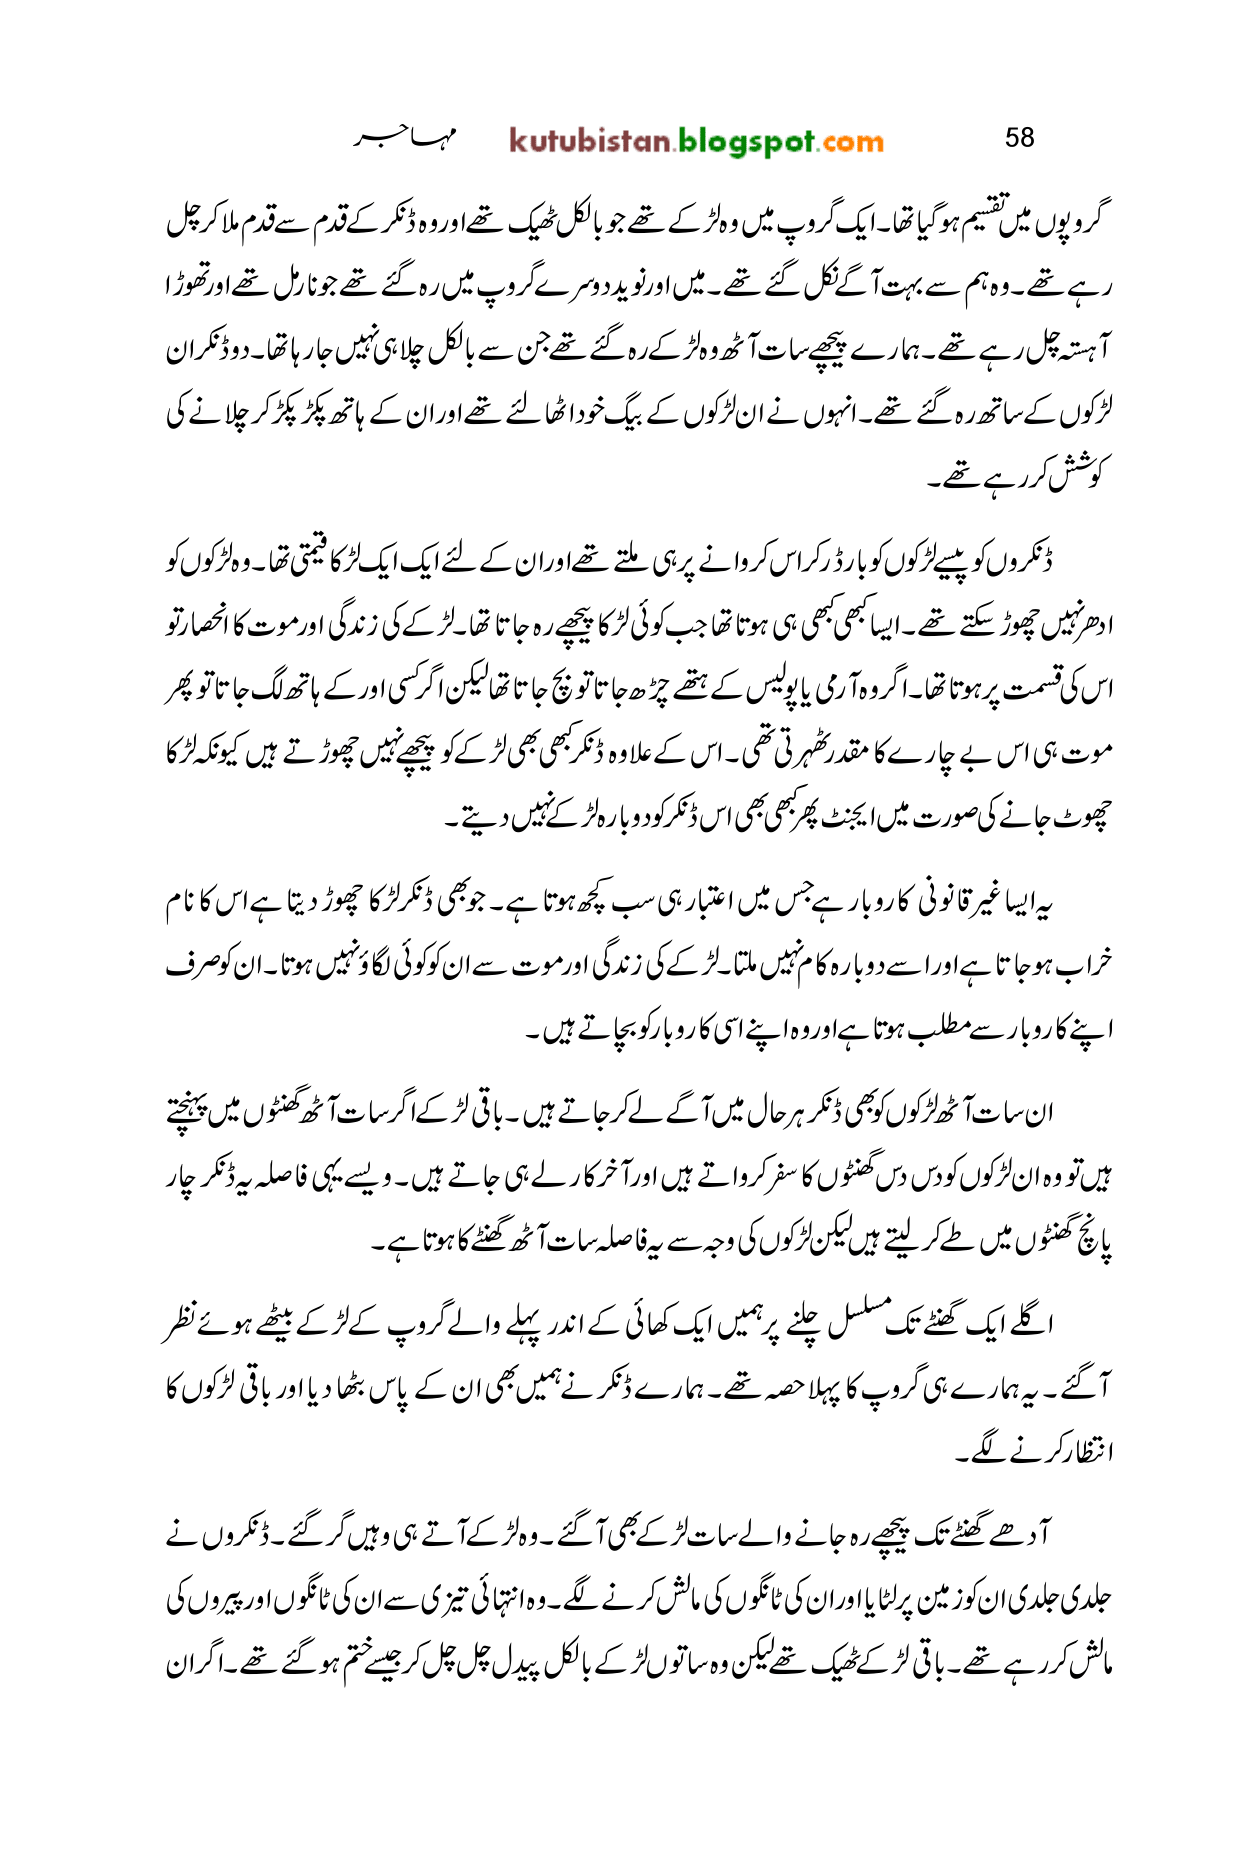 58 kutubistan.blogspot.com مہاجر
گروپوں میں تقسیم ہو گیا تھا۔ ایک گروپ میں وہ لڑکے تھے جو بالکل ٹھیک تھے اور وہ ڈنکر کے قدم سے قدم ملا کر چل
رہے تھے۔ وہ ہم سے بہت آگے نکل گئے تھے۔ میں اور نوید دوسرے گروپ میں رہ گئے تھے جو نارمل تھے اور تھوڑا
آہستہ چل رہے تھے۔ ہمارے پیچھے سات آٹھ وہ لڑکے رہ گئے تھے جن سے بالکل چلا ہی نہیں جا رہا تھا۔ دو ڈنکر ان
لڑکوں کے ساتھ رہ گئے تھے۔ انہوں نے ان لڑکوں کے بیگ خود اٹھا لئے تھے اور ان کے ہاتھ پکڑ پکڑ کر چلانے کی
کوشش کر رہے تھے۔
ڈنکروں کو پیسے لڑکوں کو بارڈر کراس کروانے پر ہی ملتے تھے اور ان کے لئے ایک ایک لڑکا قیمتی تھا۔ وہ لڑکوں کو
ادھر نہیں چھوڑ سکتے تھے۔ ایسا کبھی کبھی ہی ہوتا تھا جب کوئی لڑکا پیچھے رہ جاتا تھا۔ لڑکے کی زندگی اور موت کا انحصار تو
اس کی قسمت پر ہوتا تھا۔ اگر وہ آرمی یا پولیس کے ہتھے چڑھ جاتا تو بچ جاتا تھا لیکن اگر کسی اور کے ہاتھ لگ جاتا تو پھر
موت ہی اس بے چارے کا مقدر ٹھہرتی تھی۔ اس کے علاوہ ڈنکر کبھی بھی لڑکے کو پیچھے نہیں چھوڑتے ہیں کیونکہ لڑکا
چھوٹ جانے کی صورت میں ایجنٹ پھر کبھی بھی اس ڈنکر کو دوبارہ لڑکے نہیں دیتے۔
یہ ایسا غیر قانونی کاروبار ہے جس میں اعتبار ہی سب کچھ ہوتا ہے۔ جو بھی ڈنکر لڑکا چھوڑ دیتا ہے اس کا نام
خراب ہو جاتا ہے اور اسے دوبارہ کام نہیں ملتا۔ لڑکے کی زندگی اور موت سے ان کو کوئی لگاؤ نہیں ہوتا۔ ان کو صرف
اپنے کاروبار سے مطلب ہوتا ہے اور وہ اپنے اسی کاروبار کو بچاتے ہیں۔
ان سات آٹھ لڑکوں کو بھی ڈنکر ہر حال میں آگے لے کر جاتے ہیں۔ باقی لڑکے اگر سات آٹھ گھنٹوں میں پہنچتے
ہیں تو وہ ان لڑکوں کو دس دس گھنٹوں کا سفر کرواتے ہیں اور آخر کار لے ہی جاتے ہیں۔ ویسے یہی فاصلہ یہ ڈنکر چار
پانچ گھنٹوں میں طے کر لیتے ہیں لیکن لڑکوں کی وجہ سے یہ فاصلہ سات آٹھ گھنٹے کا ہوتا ہے۔
اگلے ایک گھنٹے تک مسلسل چلنے پر ہمیں ایک کھائی کے اندر پہلے والے گروپ کے لڑکے بیٹھے ہوئے نظر
آگئے۔ یہ ہمارے ہی گروپ کا پہلا حصہ تھے۔ ہمارے ڈنکر نے ہمیں بھی ان کے پاس بٹھا دیا اور باقی لڑکوں کا
انتظار کرنے لگے۔
آدھے گھنٹے تک پیچھے رہ جانے والے سات لڑکے بھی آگئے۔ وہ لڑکے آتے ہی وہیں گر گئے۔ ڈنکروں نے
جلدی جلدی ان کو زمین پر لٹایا اور ان کی ٹانگوں کی مالش کرنے لگے۔ وہ انتہائی تیزی سے ان کی ٹانگوں اور پیروں کی
مالش کر رہے تھے۔ باقی لڑکے ٹھیک تھے لیکن وہ ساتوں لڑکے بالکل پیدل چل چل کر جیسے ختم ہو گئے تھے۔ اگر ان